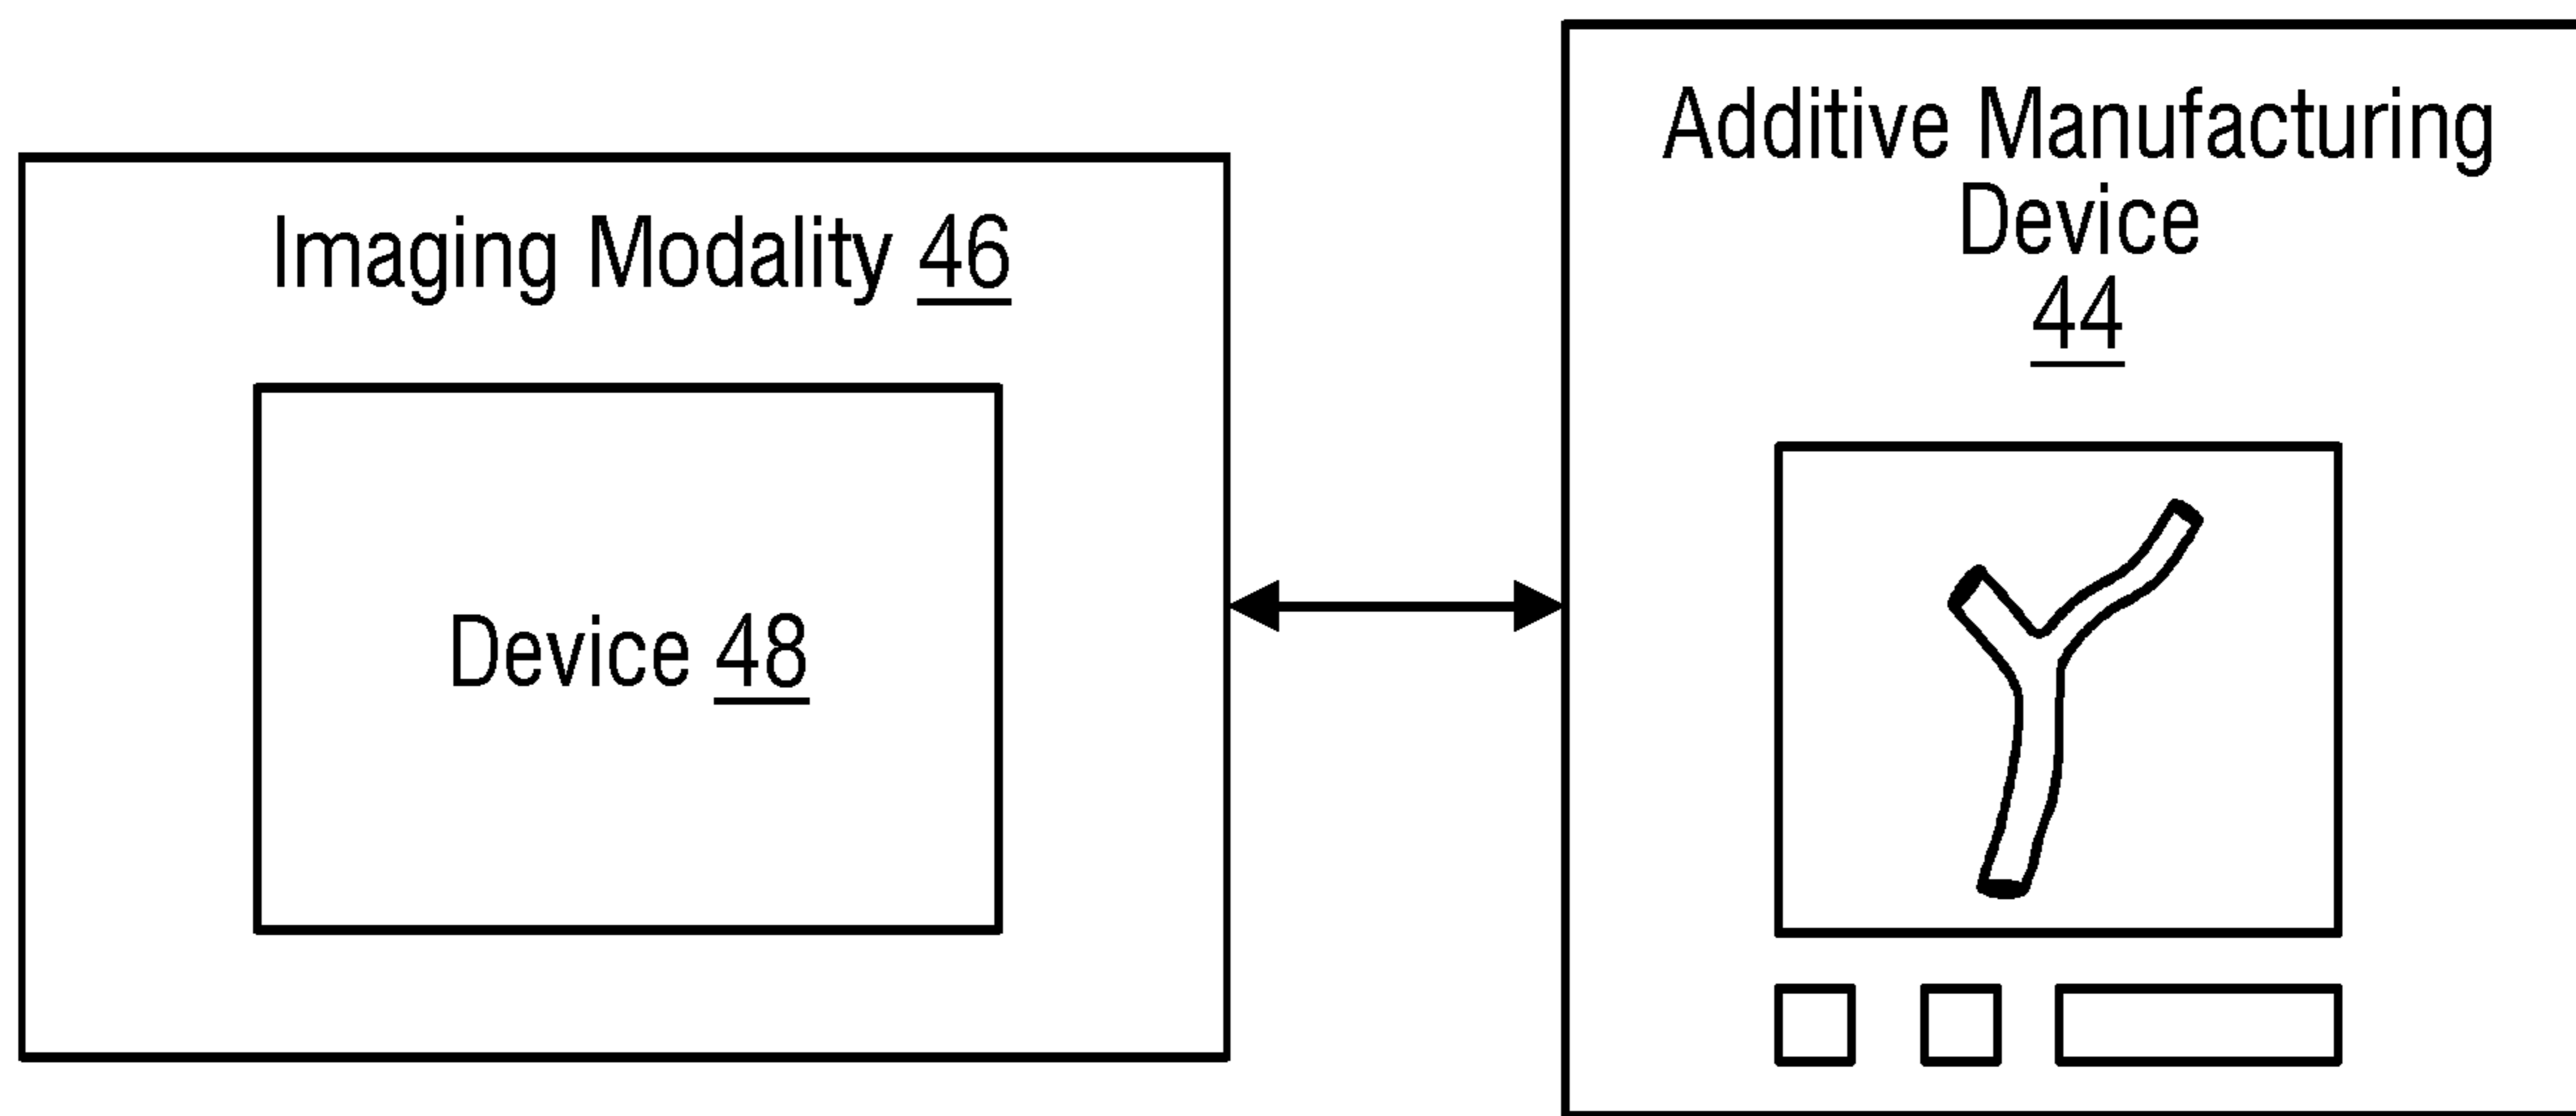 Imaging Modality 46
Device 48
Additive Manufacturing
Device
44